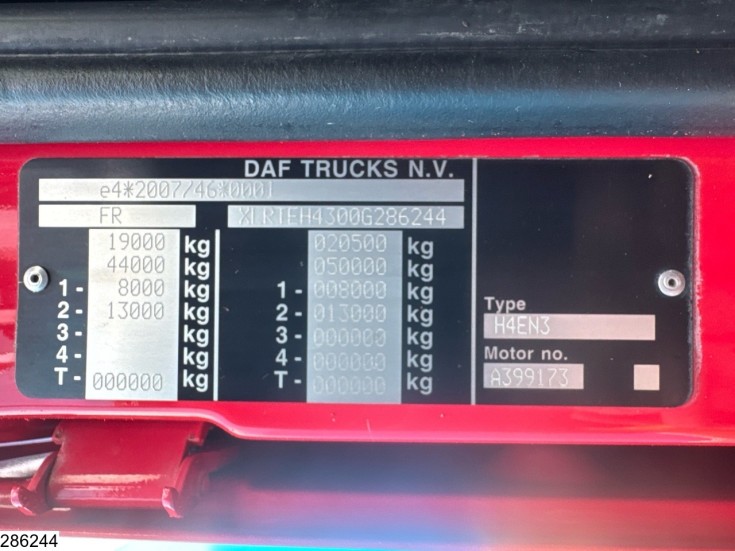 DAF TRUCKS N.V.
e4*2007/46*0001
FR XLRTEH4300G286244
19000 kg 020500 kg
44000 kg 050000 kg
1- 8000 kg 1- 008000 kg
2- 13000 kg 2- 013000 kg
3- kg 3- 000000 kg
4- kg 4- 000000 kg
T- 000000 kg T- 000000 kg
Type
H4EN3
Motor no.
A399173
286244